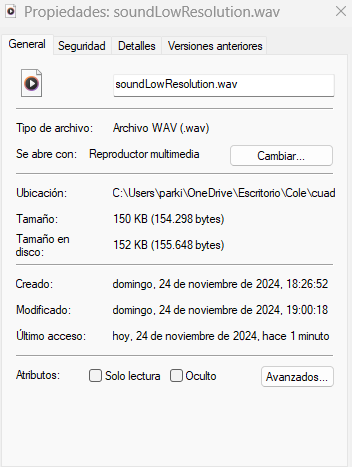 Propiedades: soundLowResolution.wav
General Seguridad Detalles Versiones anteriores
soundLowResolution.wav
Tipo de archivo: Archivo WAV (.wav)
Se abre con: Reproductor multimedia Cambiar...
Ubicación: C:\Users\parki\OneDrive\Escritorio\Cole\cuad
Tamaño: 150 KB (154.298 bytes)
Tamaño en
disco: 152 KB (155.648 bytes)
Creado: domingo, 24 de noviembre de 2024, 18:26:52
Modificado: domingo, 24 de noviembre de 2024, 19:00:18
Último acceso: hoy, 24 de noviembre de 2024, hace 1 minuto
Atributos: Solo lectura Oculto Avanzados...